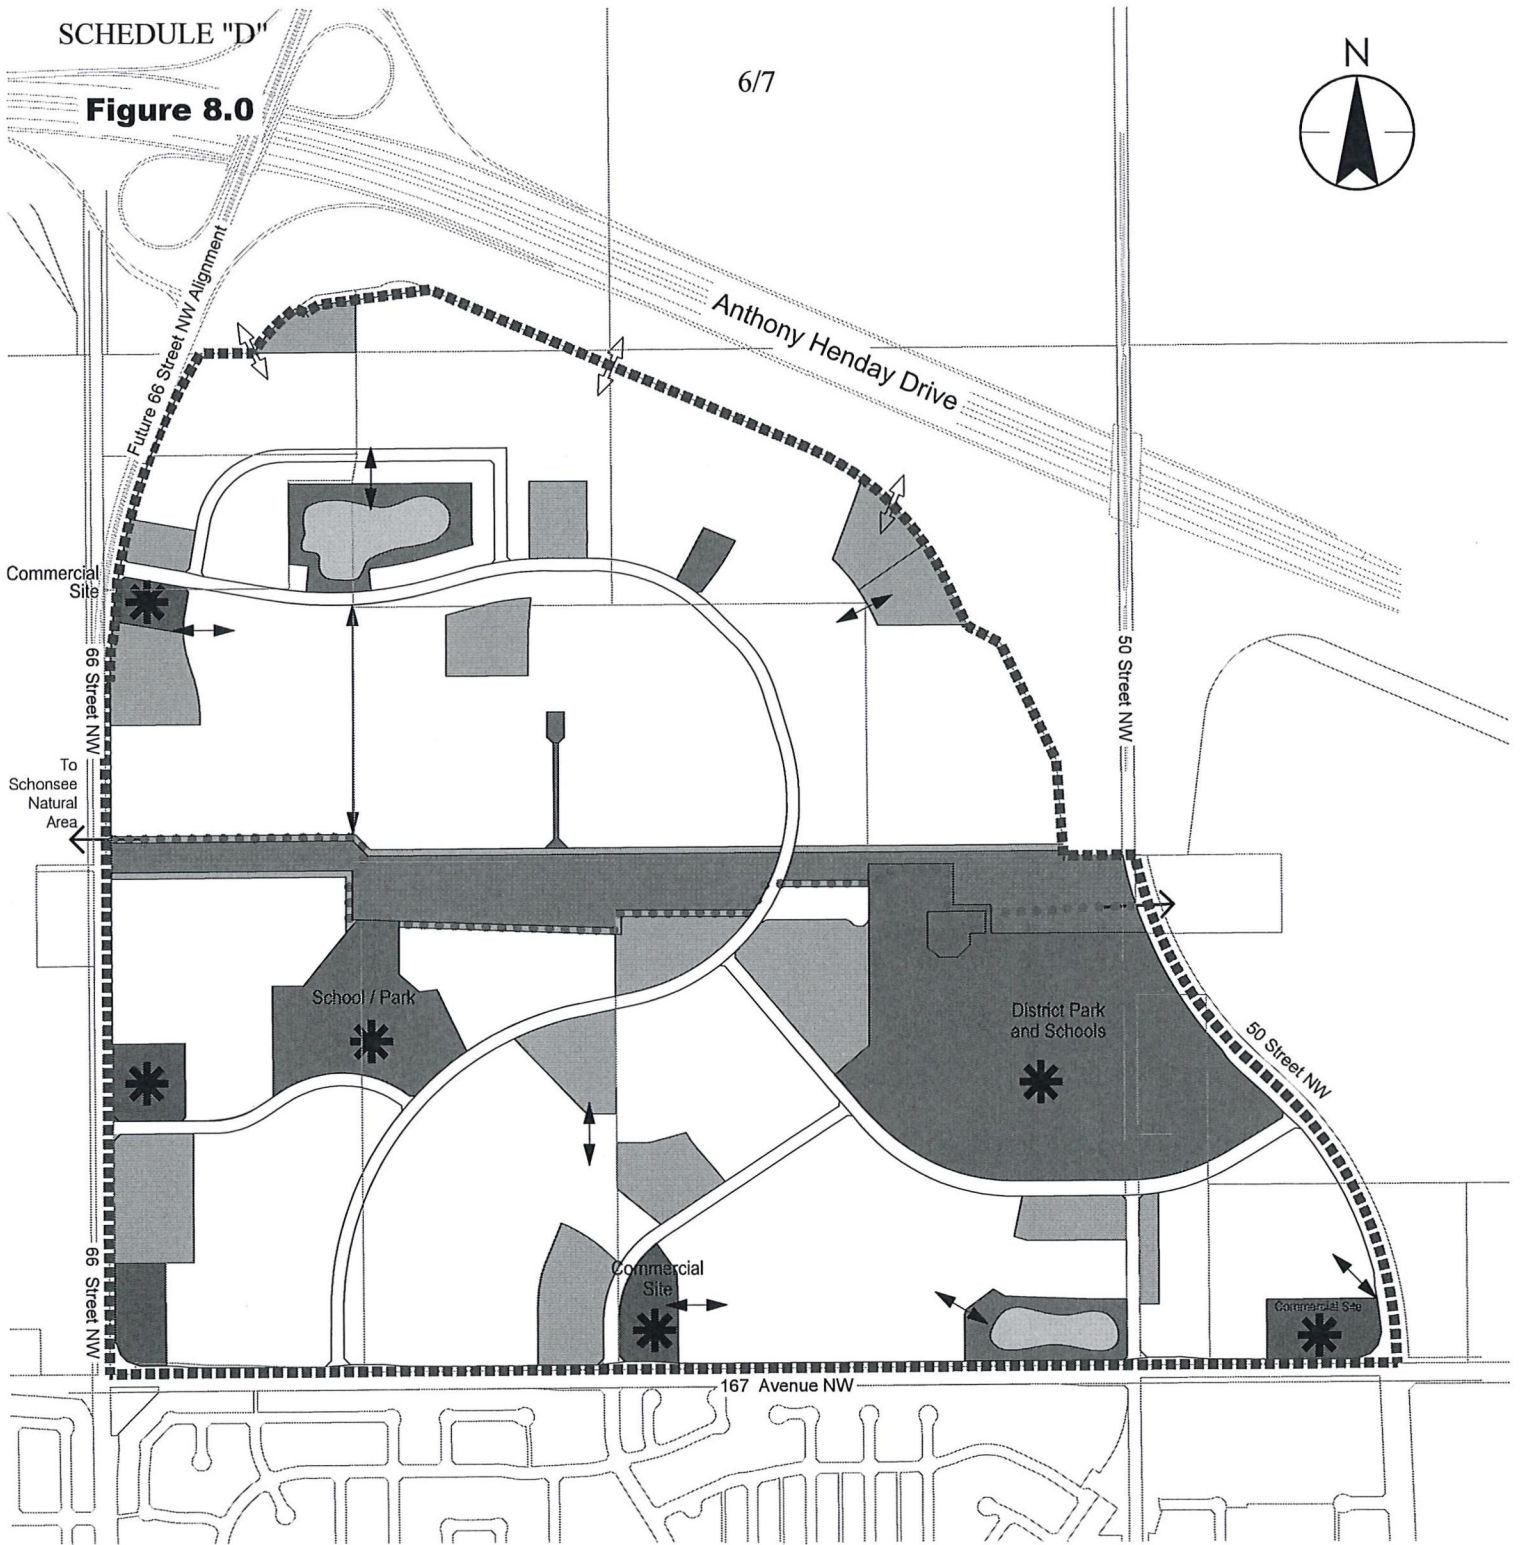 SCHEDULE "D"
6/7
N
Figure 8.0
Future 66 Street NW Alignment
Anthony Henday Drive
Commercial
Site
66 Street NW
50 Street NW
To
Schonsee
Natural
Area
School / Park
District Park
and Schools
50 Street NW
66 Street NW
Commercial
Site
Commercial Site
167 Avenue NW